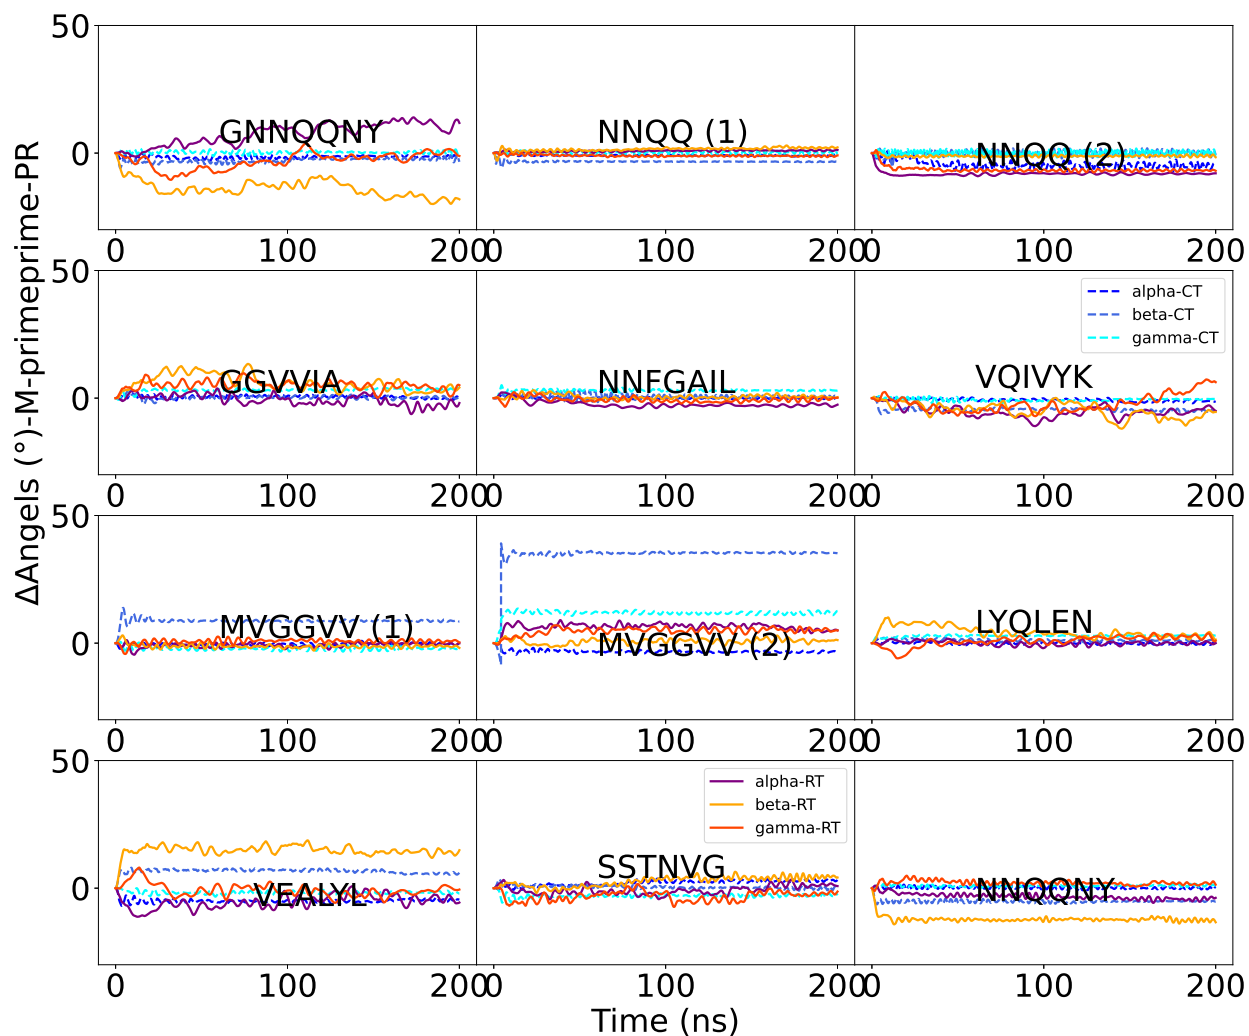 50
GNNQQNY
NNQQ (1)
NNQQ (2)
0
0 100 200
0 100 200
0 100 200
50
alpha-CT
beta-CT
gamma-CT
GGVVIA
NNFGAIL
VQIVYK
0
0 100 200
0 100 200
0 100 200
50
MVGGVV (1)
MVGGVV (2)
LYQLEN
0
0 100 200
0 100 200
0 100 200
50
alpha-RT
beta-RT
gamma-RT
VEALYL
SSTNVG
NNQQNY
0
0 100 200
0 100 200
0 100 200
Time (ns)
ΔAngels (°)-M-primeprime-PR